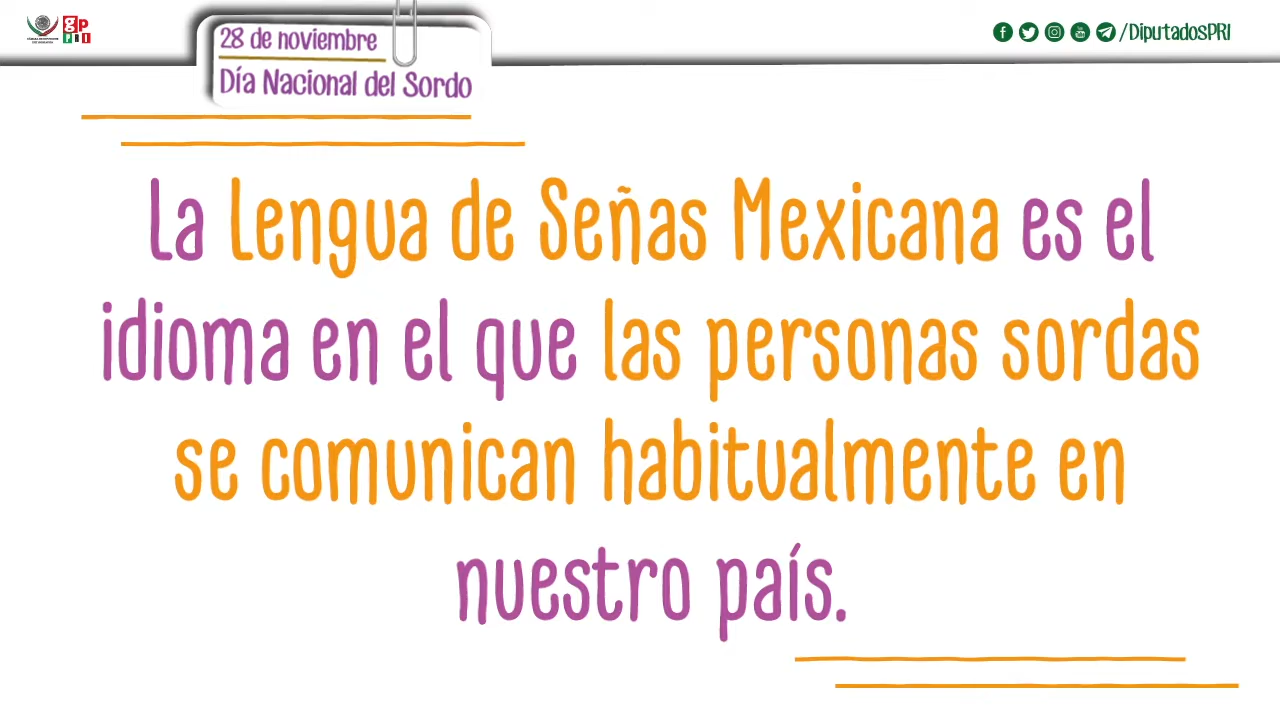 28 de noviembre
Día Nacional del Sordo
/DiputadosPRI
La Lengua de Señas Mexicana es el
idioma en el que las personas sordas
se comunican habitualmente en
nuestro país.